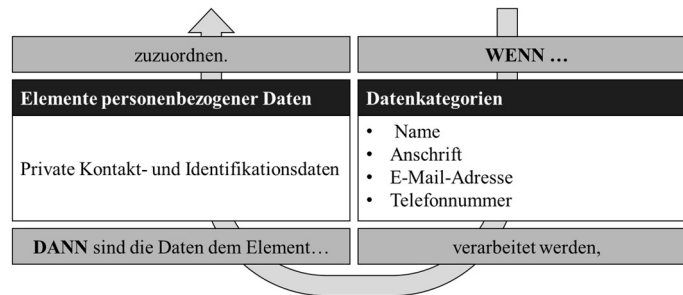 zuzuordnen.
WENN …
Elemente personenbezogener Daten
Datenkategorien
Private Kontakt- und Identifikationsdaten
• Name
• Anschrift
• E-Mail-Adresse
• Telefonnummer
DANN sind die Daten dem Element…
verarbeitet werden,